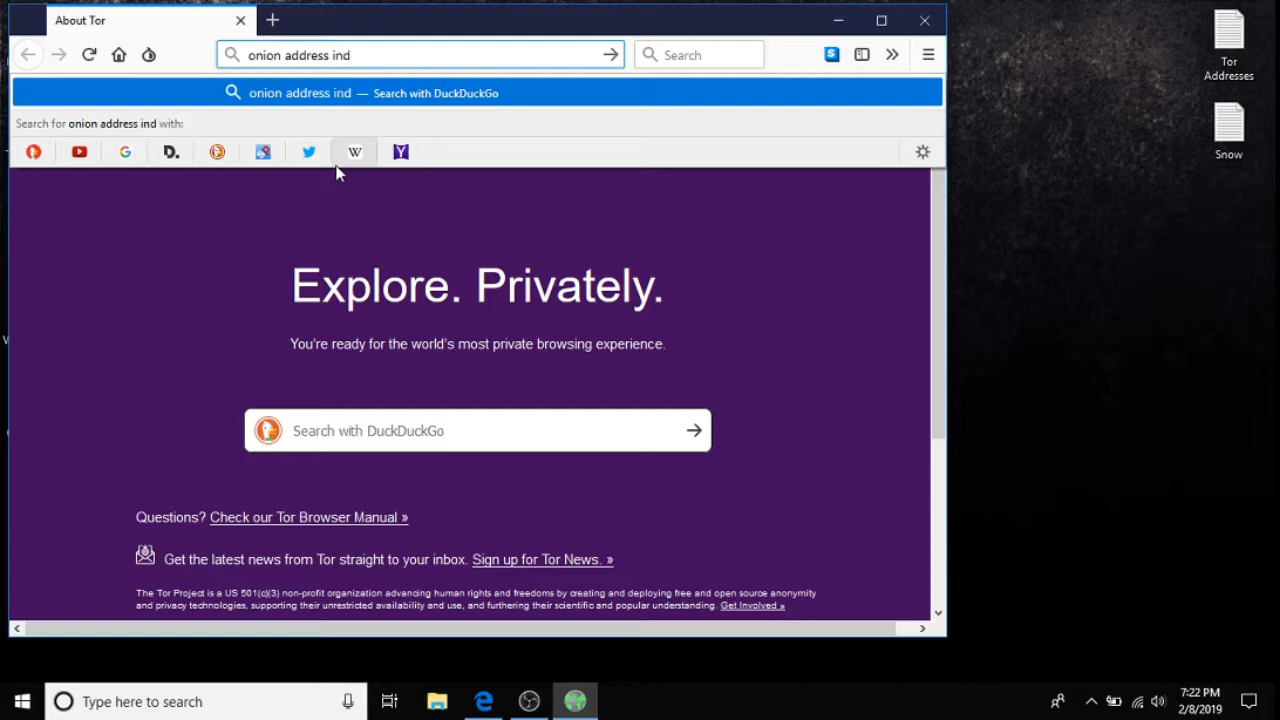 About Tor
onion address ind
Search
S
onion address ind — Search with DuckDuckGo
Search for onion address ind with:
G D. W Y
Explore. Privately.
You're ready for the world's most private browsing experience.
Search with DuckDuckGo
Questions? Check our Tor Browser Manual »
Get the latest news from Tor straight to your inbox. Sign up for Tor News. »
The Tor Project is a US 501(c)(3) non-profit organization advancing human rights and freedoms by creating and deploying free and open source anonymity
and privacy technologies, supporting their unrestricted availability and use, and furthering their scientific and popular understanding. Get Involved »
Tor
Addresses
Snow
Type here to search
7:22 PM
2/8/2019